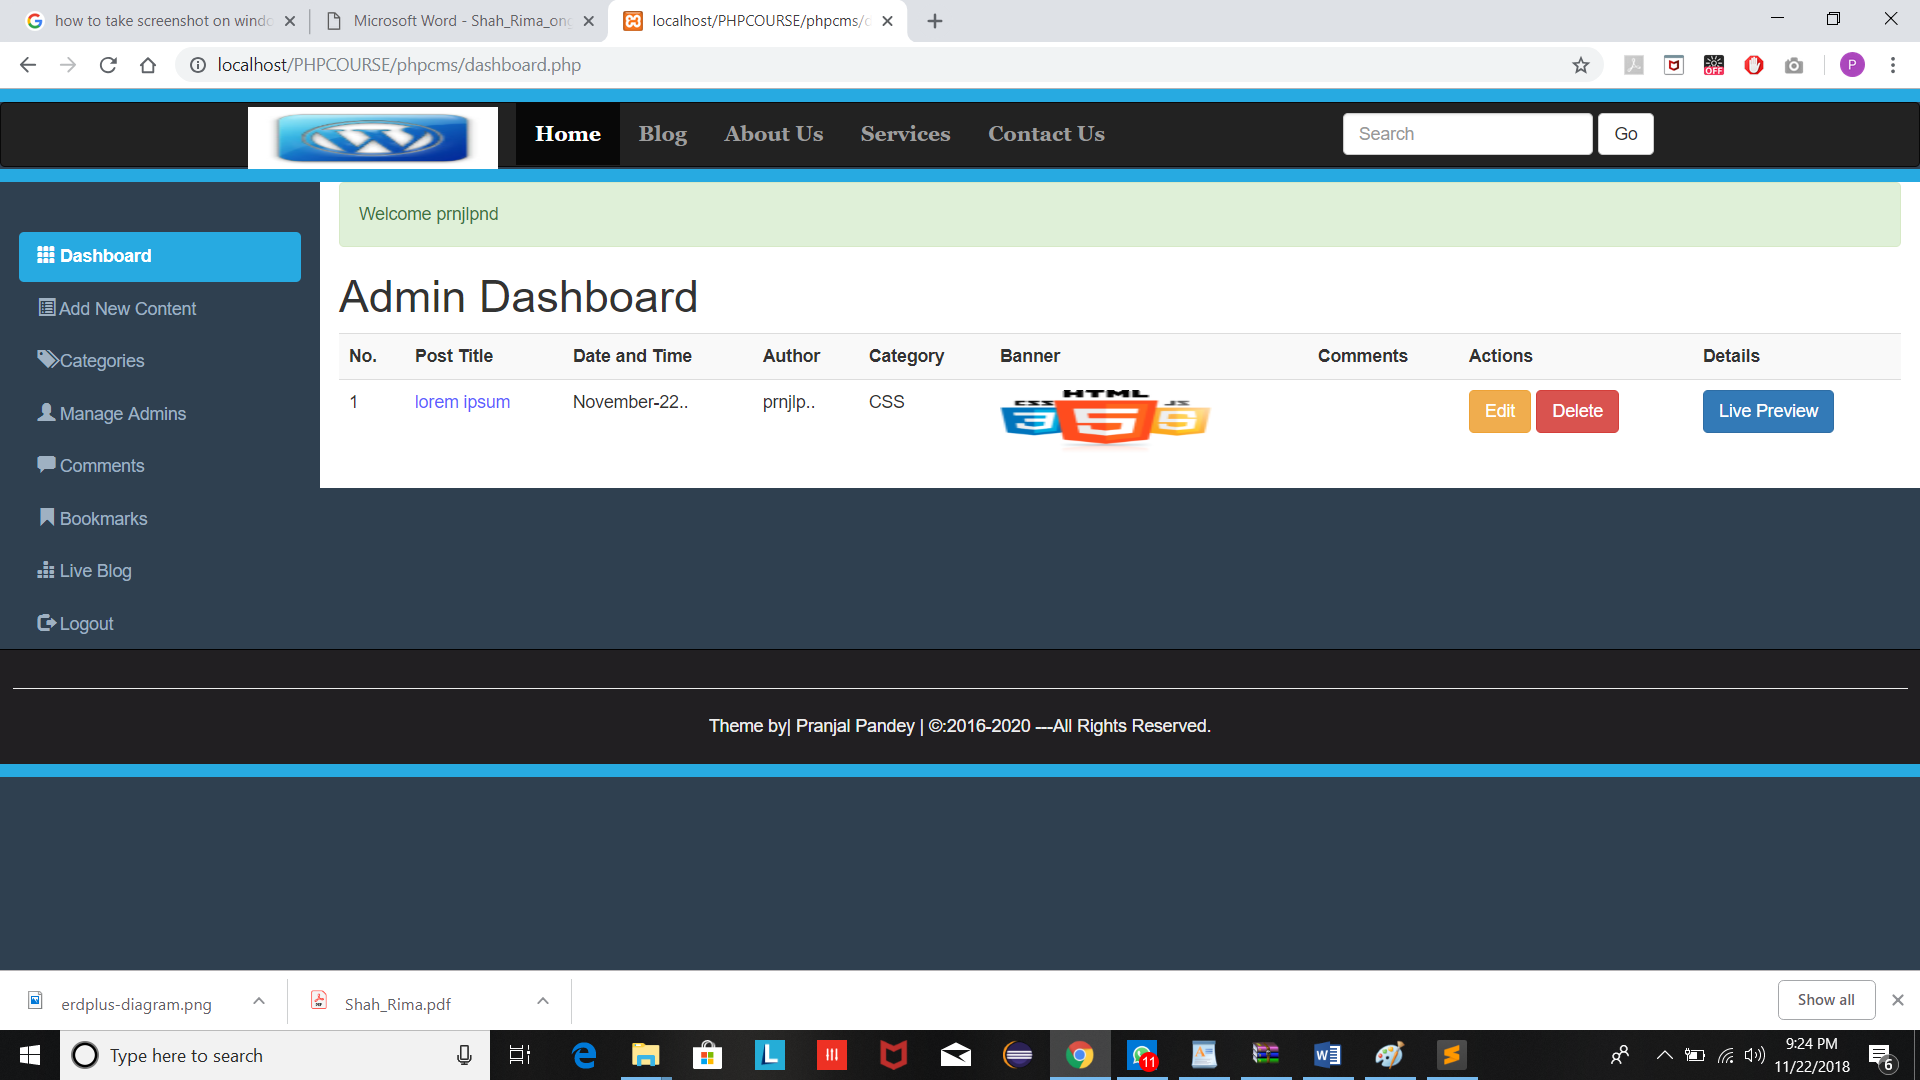 how to take screenshot on windo
Microsoft Word - Shah_Rima_on
localhost/PHPCOURSE/phpcms/d
localhost/PHPCOURSE/phpcms/dashboard.php
OFF
P
W
Home
Blog
About Us
Services
Contact Us
Search
Go
Welcome prnjlpnd
Dashboard
Add New Content
Categories
Manage Admins
Comments
Bookmarks
Live Blog
Logout
Admin Dashboard
No. Post Title Date and Time Author Category Banner Comments Actions Details
1 lorem ipsum November-22.. prnjlp.. CSS
HTML
CSS JS
3 5 5
Edit Delete Live Preview
Theme by| Pranjal Pandey | ©:2016-2020 ---All Rights Reserved.
erdplus-diagram.png
Shah_Rima.pdf
Show all
Type here to search
L
11
9:24 PM
11/22/2018
6